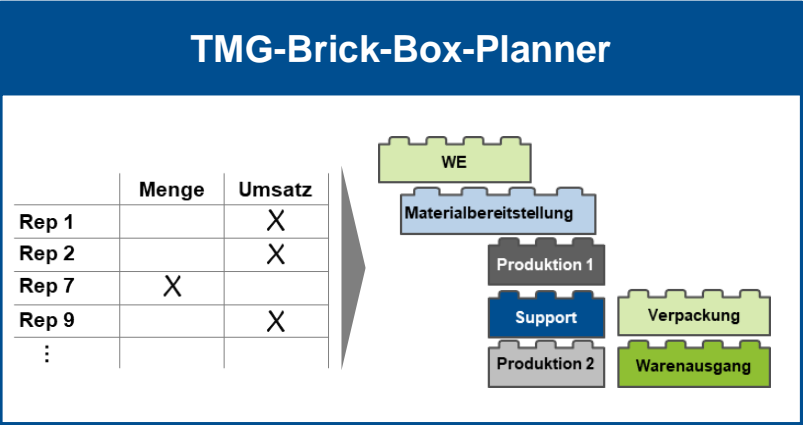 TMG-Brick-Box-Planner
Menge Umsatz
Rep 1 X
Rep 2 X
Rep 7 X
Rep 9 X
⋮
WE
Materialbereitstellung
Produktion 1
Support
Verpackung
Produktion 2
Warenausgang